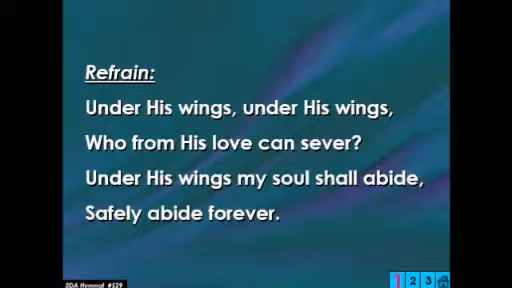 Refrain:
Under His wings, under His wings,
Who from His love can sever?
Under His wings my soul shall abide,
Safely abide forever.
SDA Hymnal #529
1 2 3